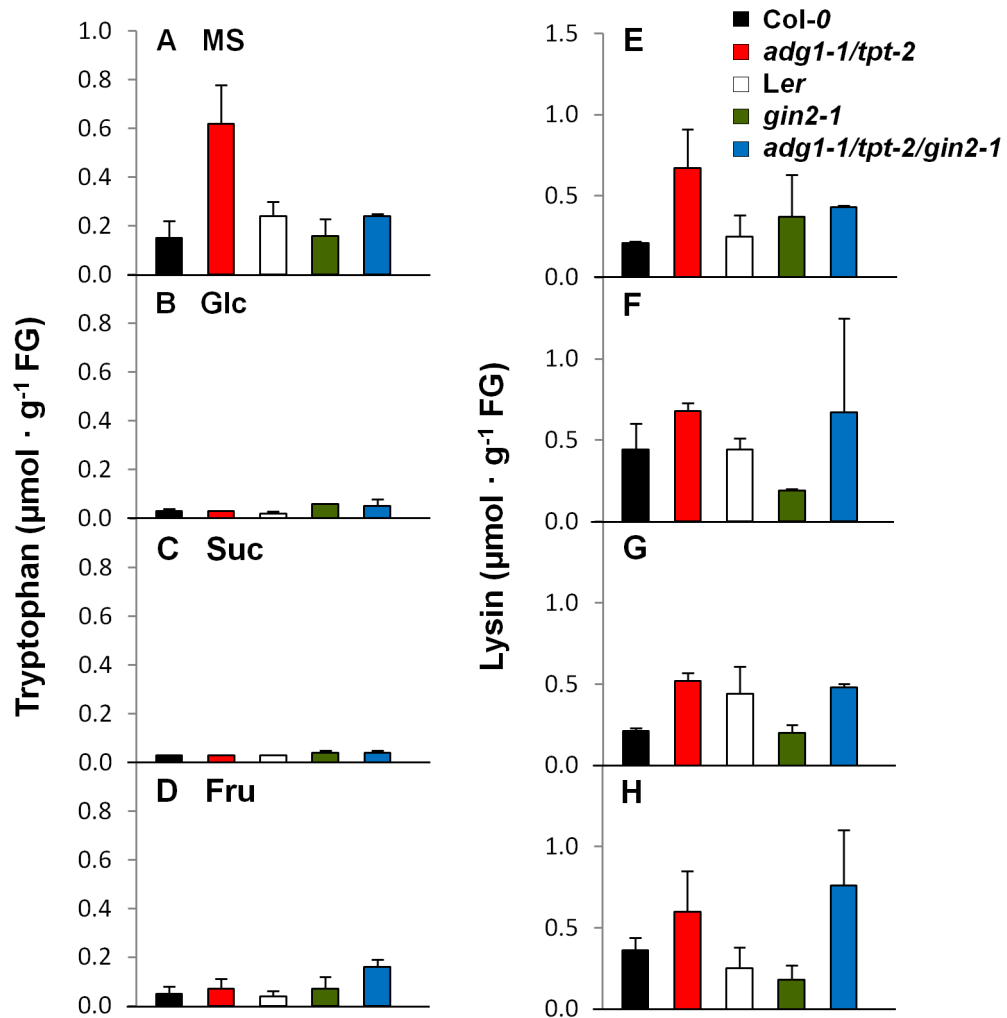 Tryptophan (µmol · g⁻¹ FG)
A MS
1.0
0.8
0.6
0.4
0.2
0.0
B Glc
0.8
0.6
0.4
0.2
0.0
C Suc
0.8
0.6
0.4
0.2
0.0
D Fru
0.8
0.6
0.4
0.2
0.0
Lysin (µmol · g⁻¹ FG)
E
1.5
1.0
0.5
0.0
F
1.0
0.5
0.0
G
1.0
0.5
0.0
H
1.0
0.5
0.0
Col-0
adg1-1/tpt-2
Ler
gin2-1
adg1-1/tpt-2/gin2-1